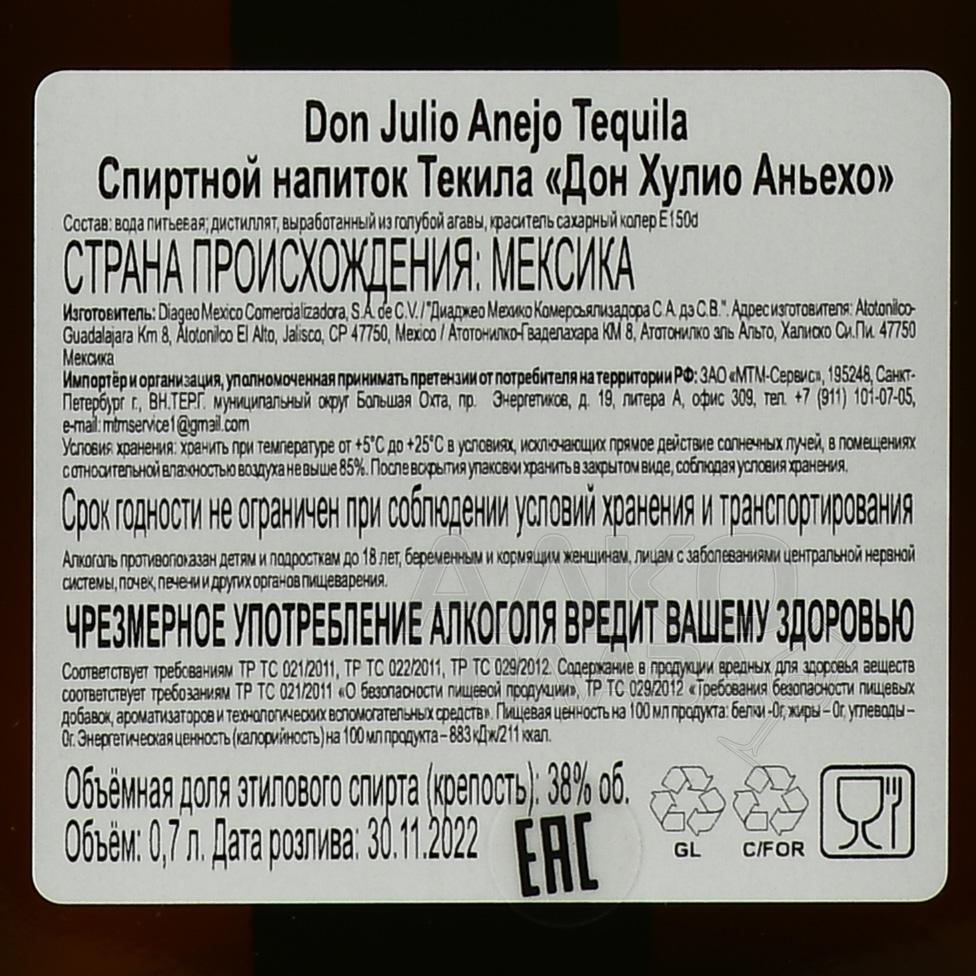 Don Julio Anejo Tequila
Спиртной напиток Текила «Дон Хулио Аньехо»
Состав: вода питьевая; дистиллят, выработанный из голубой агавы, краситель сахарный колер Е150d
СТРАНА ПРОИСХОЖДЕНИЯ: МЕКСИКА
Изготовитель: Diageo Mexico Comercializadora, S.A. de C.V. / "Диаджео Мехико Комерсьялизадора С.А. дэ С.В.". Адрес изготовителя: Atotonilco-
Guadalajara Km 8, Atotonilco El Alto, Jalisco, CP 47750, Mexico / Атотонилко-Гваделахара КМ 8, Атотонилко эль Альто, Халиско Си.Пи. 47750
Мексика
Импортёр и организация, уполномоченная принимать претензии от потребителя на территории РФ: ЗАО «МТМ-Сервис», 195248, Санкт-
Петербург г., ВН.ТЕРГ. муниципальный округ Большая Охта, пр. Энергетиков, д. 19, литера А, офис 309, тел. +7 (911) 101-07-05,
e-mail: mtmservice1@gmail.com
Условия хранения: хранить при температуре от +5°С до +25°С в условиях, исключающих прямое действие солнечных лучей, в помещениях
с относительной влажностью воздуха не выше 85%. После вскрытия упаковки хранить в закрытом виде, соблюдая условия хранения.
Срок годности не ограничен при соблюдении условий хранения и транспортирования
Алкоголь противопоказан детям и подросткам до 18 лет, беременным и кормящим женщинам, лицам с заболеваниями центральной нервной
системы, почек, печени и других органов пищеварения.
ЧРЕЗМЕРНОЕ УПОТРЕБЛЕНИЕ АЛКОГОЛЯ ВРЕДИТ ВАШЕМУ ЗДОРОВЬЮ
Соответствует требованиям ТР ТС 021/2011, ТР ТС 022/2011, ТР ТС 029/2012. Содержание в продукции вредных для здоровья веществ
соответствует требованиям ТР ТС 021/2011 «О безопасности пищевой продукции», ТР ТС 029/2012 «Требования безопасности пищевых
добавок, ароматизаторов и технологических вспомогательных средств». Пищевая ценность на 100 мл продукта: белки -0г, жиры – 0г, углеводы –
0г. Энергетическая ценность (калорийность) на 100 мл продукта – 883 кДж/211 ккал.
Объёмная доля этилового спирта (крепость): 38% об.
Объём: 0,7 л. Дата розлива: 30.11.2022
EAC
GL
C/FOR